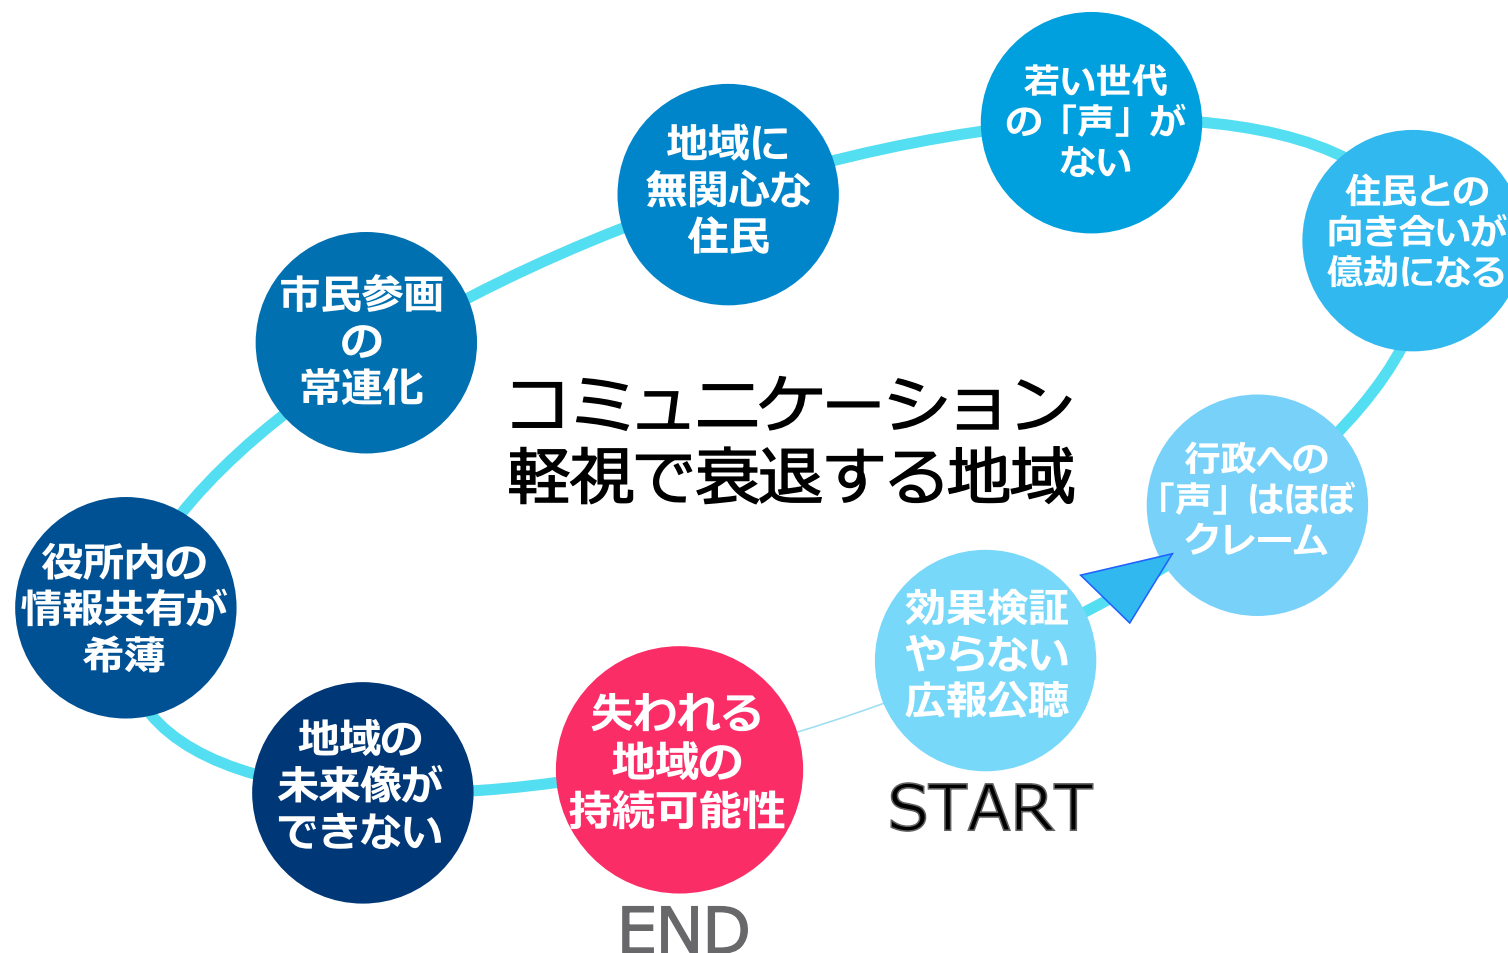 コミュニケーション
軽視で衰退する地域
効果検証
やらない
広報公聴
START
行政への
「声」はほぼ
クレーム
住民との
向き合いが
億劫になる
若い世代
の「声」が
ない
地域に
無関心な
住民
市民参画
の
常連化
役所内の
情報共有が
希薄
地域の
未来像が
できない
失われる
地域の
持続可能性
END